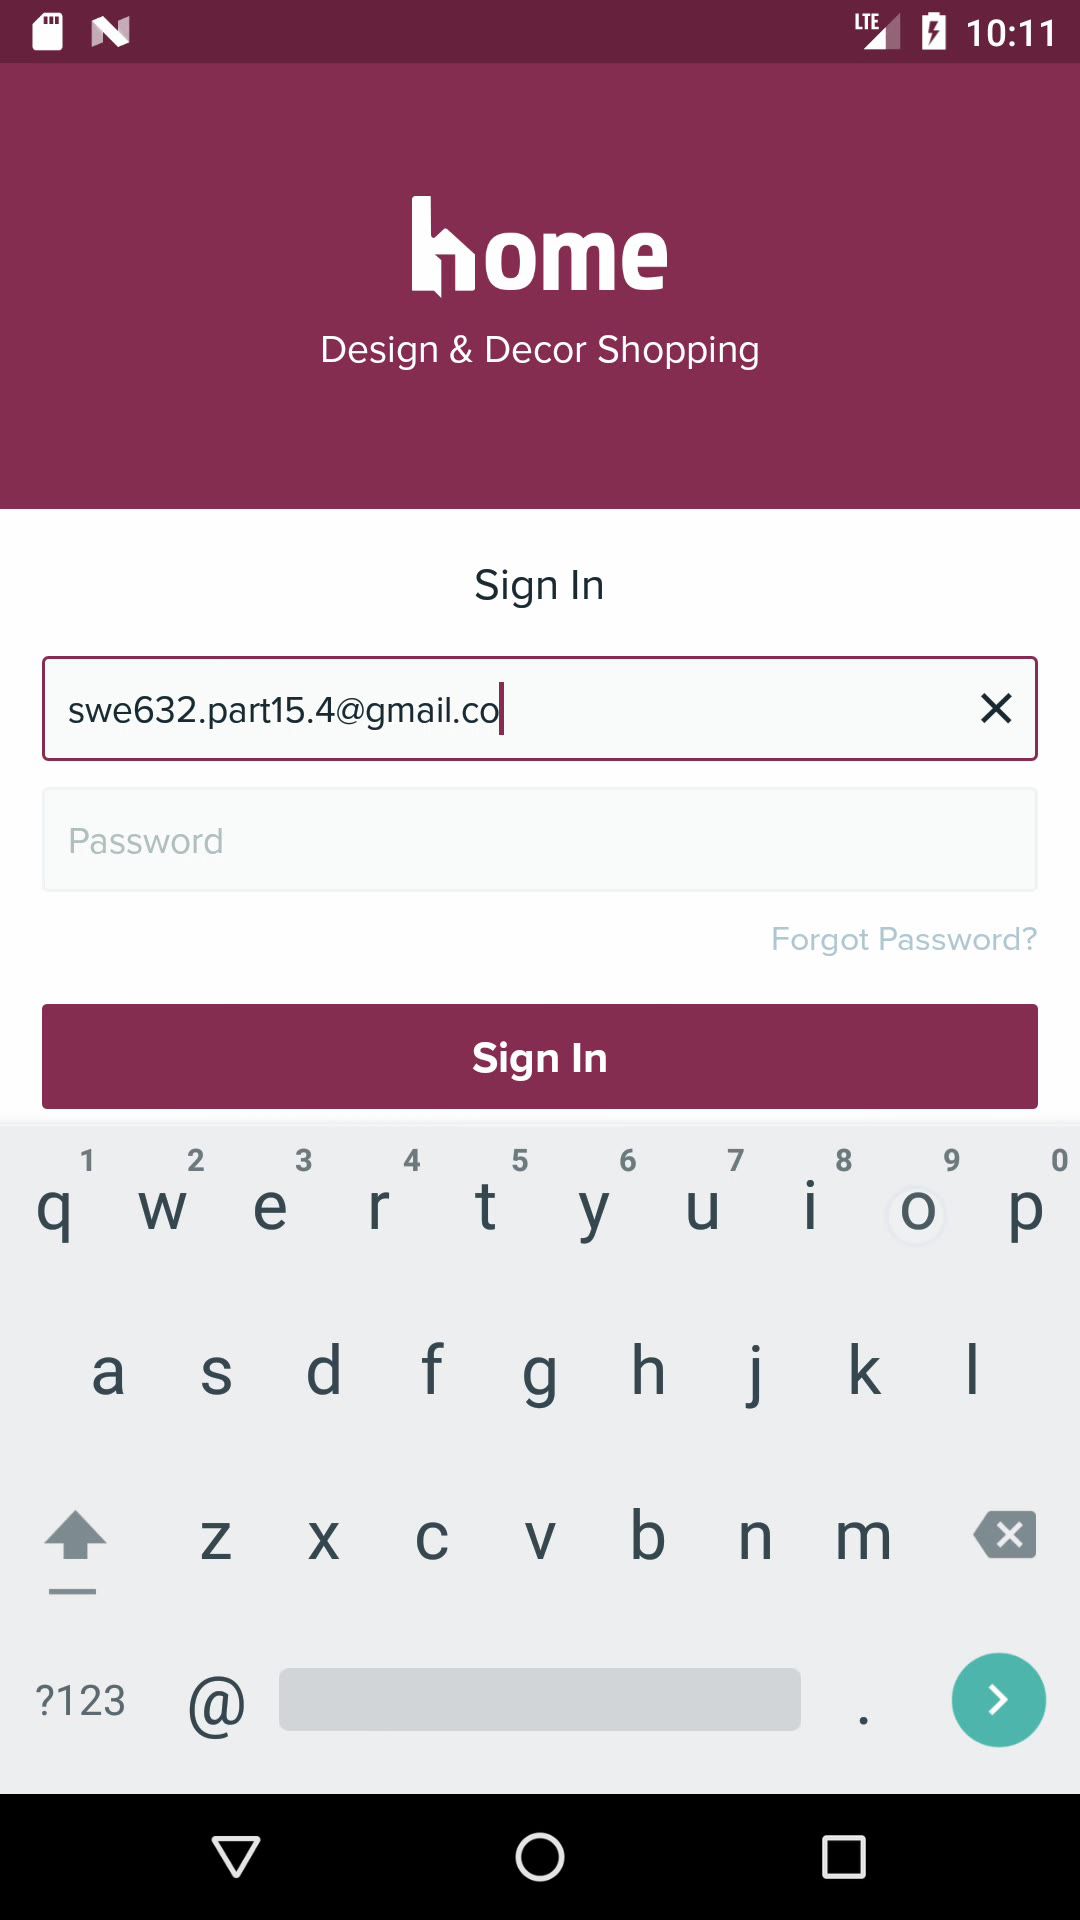 LTE 10:11
home
Design & Decor Shopping
Sign In
swe632.part15.4@gmail.co
Password
Forgot Password?
Sign In
1 2 3 4 5 6 7 8 9 0
q w e r t y u i o p
a s d f g h j k l
z x c v b n m
?123 @ .